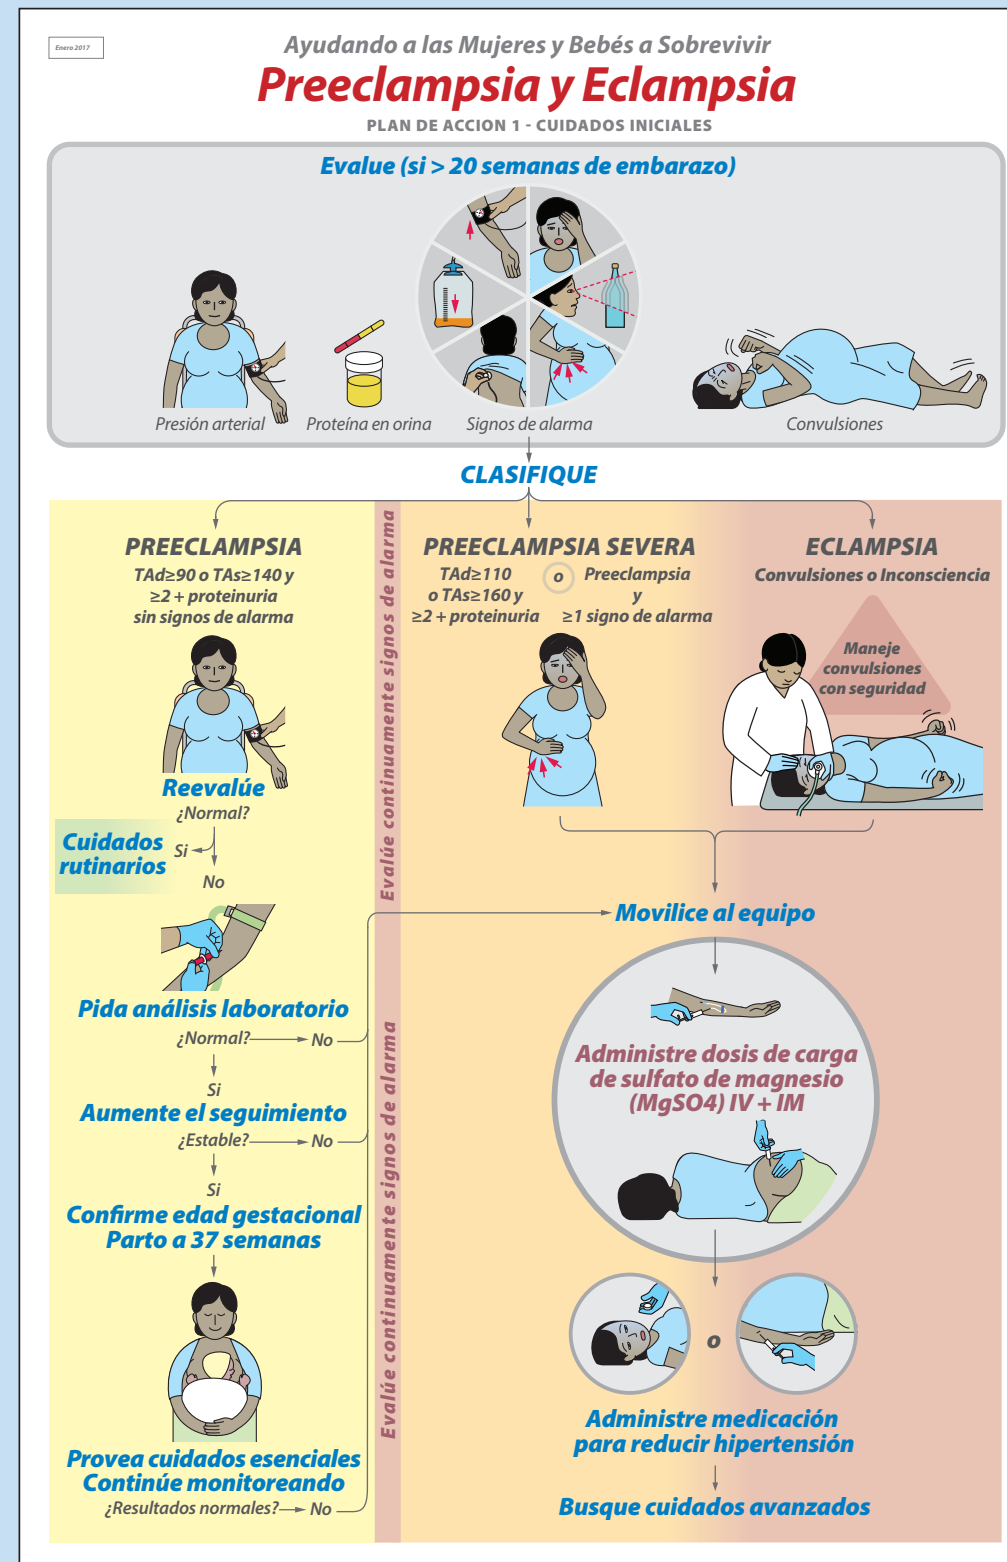 Enero 2017
Ayudando a las Mujeres y Bebés a Sobrevivir
Preeclampsia y Eclampsia
PLAN DE ACCION 1 - CUIDADOS INICIALES
Evalue (si > 20 semanas de embarazo)
Presión arterial
Proteína en orina
Signos de alarma
Convulsiones
CLASIFIQUE
PREECLAMPSIA
TAd≥90 o TAs≥140 y
≥2 + proteinuria
sin signos de alarma
Reevalúe
¿Normal?
Si
Cuidados
rutinarios
No
Pida análisis laboratorio
¿Normal?
No
Si
Aumente el seguimiento
¿Estable?
No
Si
Confirme edad gestacional
Parto a 37 semanas
Provea cuidados esenciales
Continúe monitoreando
¿Resultados normales?
No
Evalúe continuamente signos de alarma
Evalúe continuamente signos de alarma
PREECLAMPSIA SEVERA
TAd≥110
o TAs≥160 y
≥2 + proteinuria
o
Preeclampsia
y
≥1 signo de alarma
ECLAMPSIA
Convulsiones o Inconsciencia
Maneje
convulsiones
con seguridad
Movilice al equipo
Administre dosis de carga
de sulfato de magnesio
(MgSO4) IV + IM
o
Administre medicación
para reducir hipertensión
Busque cuidados avanzados